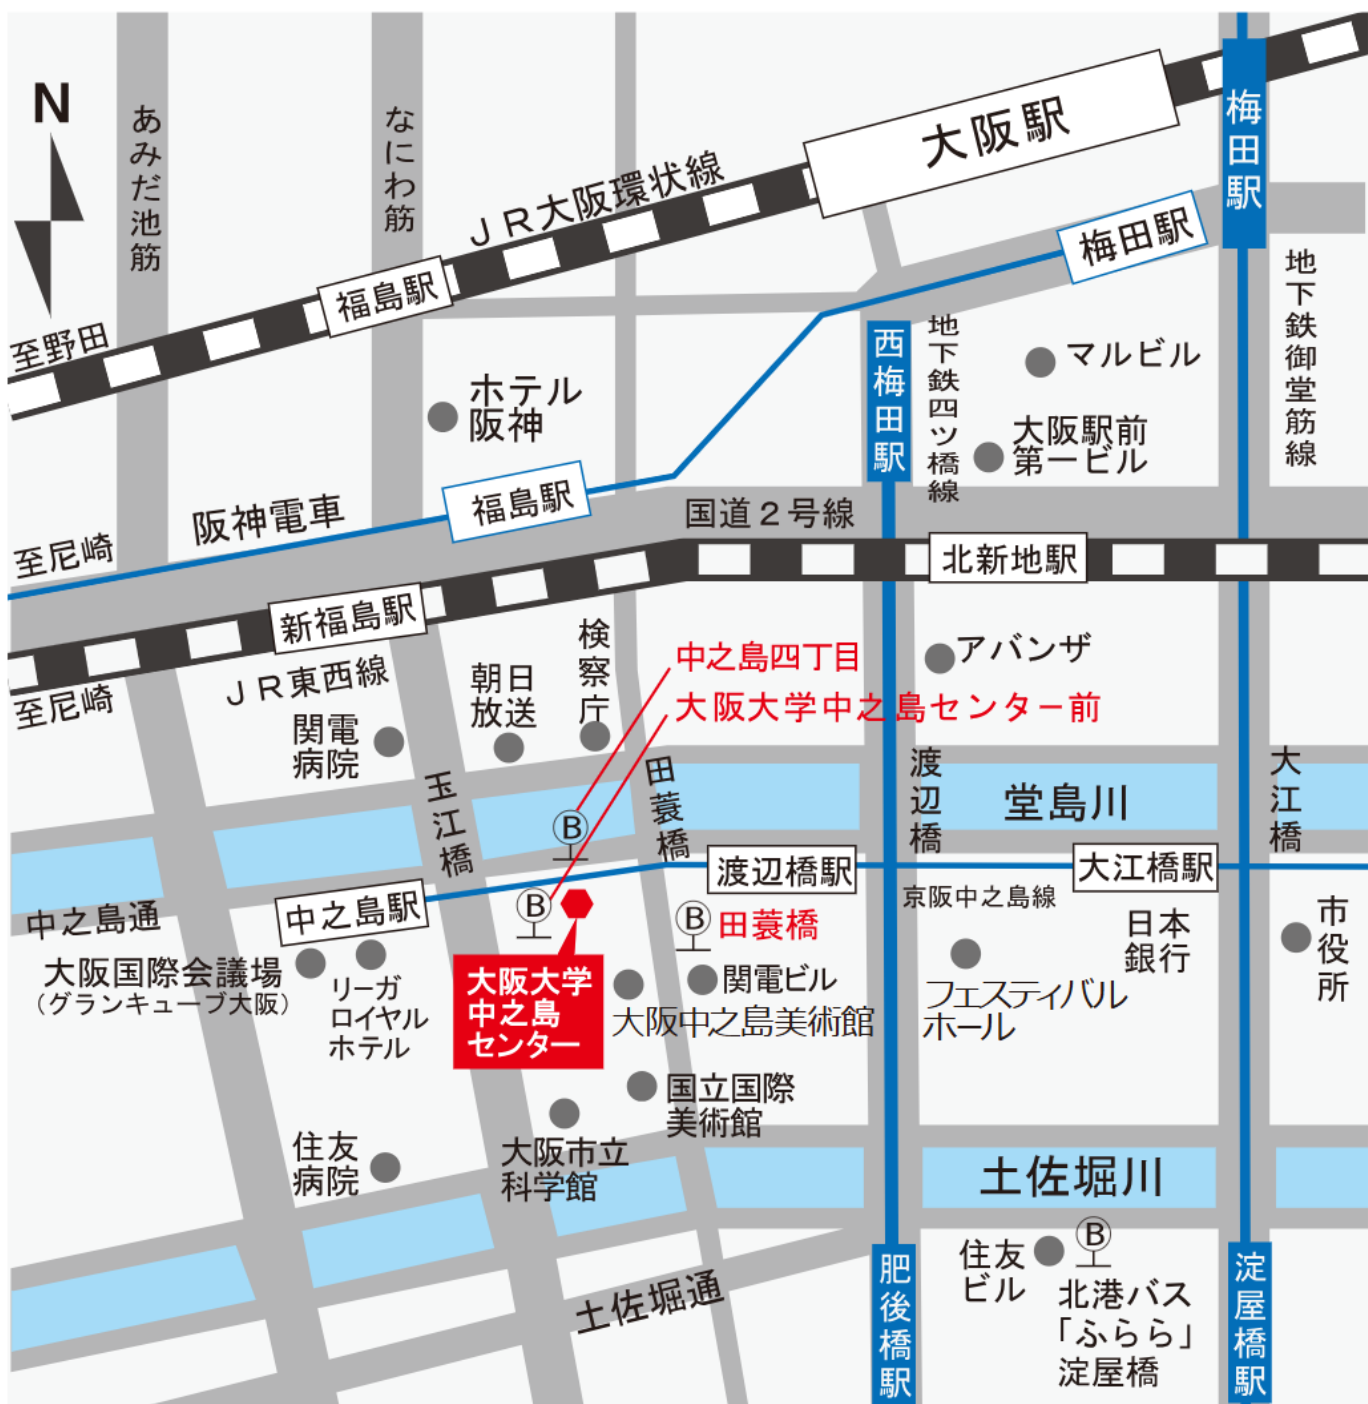 N
あみだ池筋
なにわ筋
JR大阪環状線
大阪駅
梅田駅
梅田駅
地下鉄御堂筋線
福島駅
至野田
西梅田駅
地下鉄四ツ橋線
マルビル
ホテル
阪神
大阪駅前
第一ビル
福島駅
阪神電車
国道2号線
至尼崎
北新地駅
新福島駅
検察庁
JR東西線
至尼崎
中之島四丁目
アバンザ
朝日
放送
大阪大学中之島センター前
関電
病院
玉江橋
田蓑橋
渡辺橋
堂島川
大江橋
B
渡辺橋駅
大江橋駅
中之島駅
京阪中之島線
中之島通
B
B
田蓑橋
日本
銀行
市役所
大阪国際会議場
(グランキューブ大阪)
リーガ
ロイヤル
ホテル
大阪大学
中之島
センター
関電ビル
大阪中之島美術館
フェスティバル
ホール
国立国際
美術館
住友
病院
大阪市立
科学館
土佐堀川
B
住友
ビル
肥後橋駅
淀屋橋駅
土佐堀通
北港バス
「ふらら」
淀屋橋